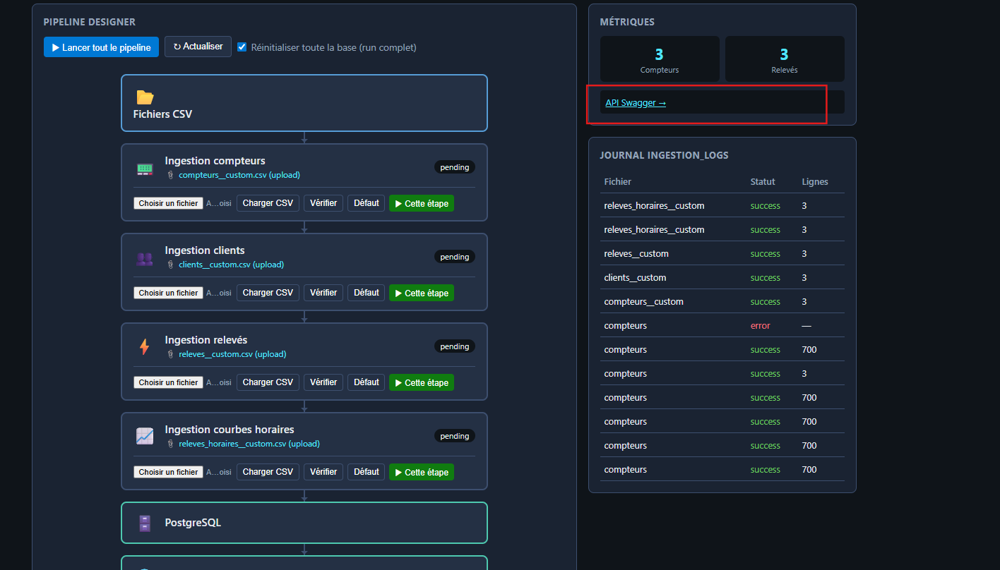 PIPELINE DESIGNER
▶ Lancer tout le pipeline
↻ Actualiser
Réinitialiser toute la base (run complet)
Fichiers CSV
Ingestion compteurs
compteurs__custom.csv (upload)
pending
Choisir un fichier A...oisi Charger CSV Vérifier Défaut ▶ Cette étape
Ingestion clients
clients__custom.csv (upload)
pending
Choisir un fichier A...oisi Charger CSV Vérifier Défaut ▶ Cette étape
Ingestion relevés
releves__custom.csv (upload)
pending
Choisir un fichier A...oisi Charger CSV Vérifier Défaut ▶ Cette étape
Ingestion courbes horaires
releves_horaires__custom.csv (upload)
pending
Choisir un fichier A...oisi Charger CSV Vérifier Défaut ▶ Cette étape
PostgreSQL
MÉTRIQUES
3
Compteurs
3
Relevés
API Swagger →
JOURNAL INGESTION_LOGS
Fichier Statut Lignes
releves_horaires__custom success 3
releves_horaires__custom success 3
releves__custom success 3
clients__custom success 3
compteurs__custom success 3
compteurs error —
compteurs success 700
compteurs success 3
compteurs success 700
compteurs success 700
compteurs success 700
compteurs success 700